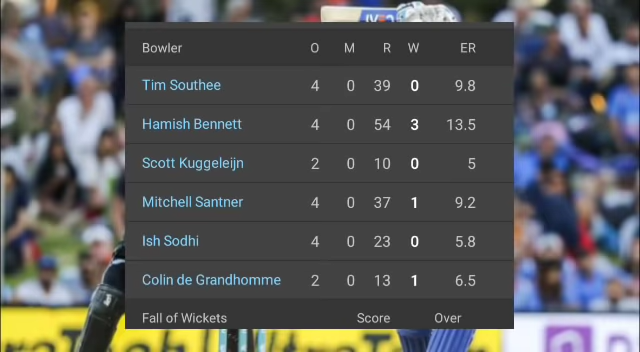 Bowler O M R W ER
Tim Southee 4 0 39 0 9.8
Hamish Bennett 4 0 54 3 13.5
Scott Kuggeleijn 2 0 10 0 5
Mitchell Santner 4 0 37 1 9.2
Ish Sodhi 4 0 23 0 5.8
Colin de Grandhomme 2 0 13 1 6.5
Fall of Wickets Score Over